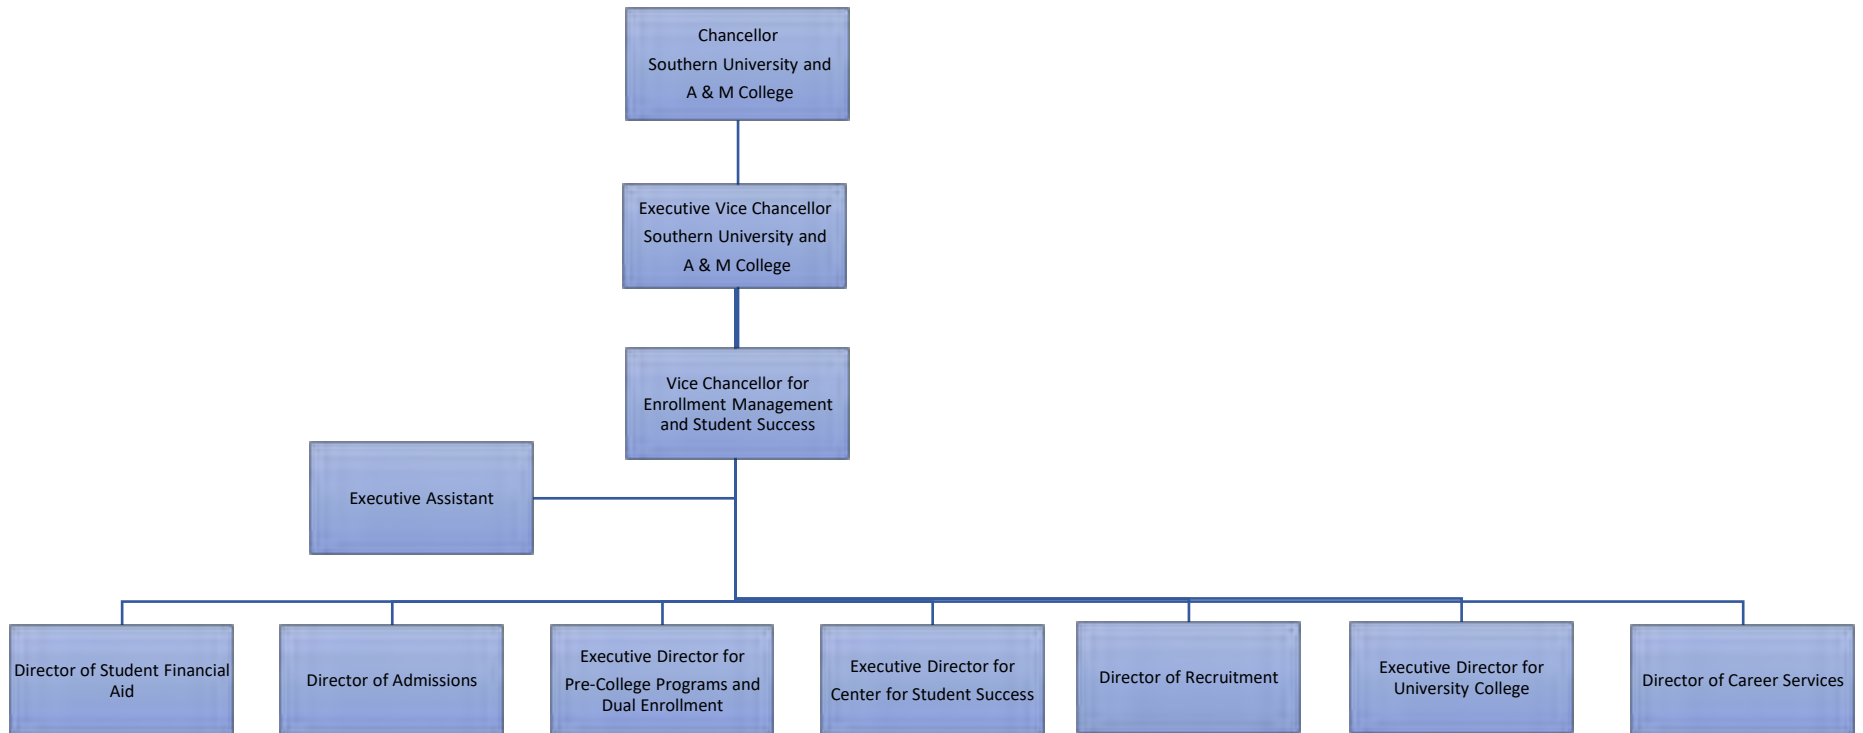 Chancellor
Southern University and
A & M College
Executive Vice Chancellor
Southern University and
A & M College
Vice Chancellor for
Enrollment Management
and Student Success
Executive Assistant
Director of Student Financial
Aid
Director of Admissions
Executive Director for
Pre-College Programs and
Dual Enrollment
Executive Director for
Center for Student Success
Director of Recruitment
Executive Director for
University College
Director of Career Services